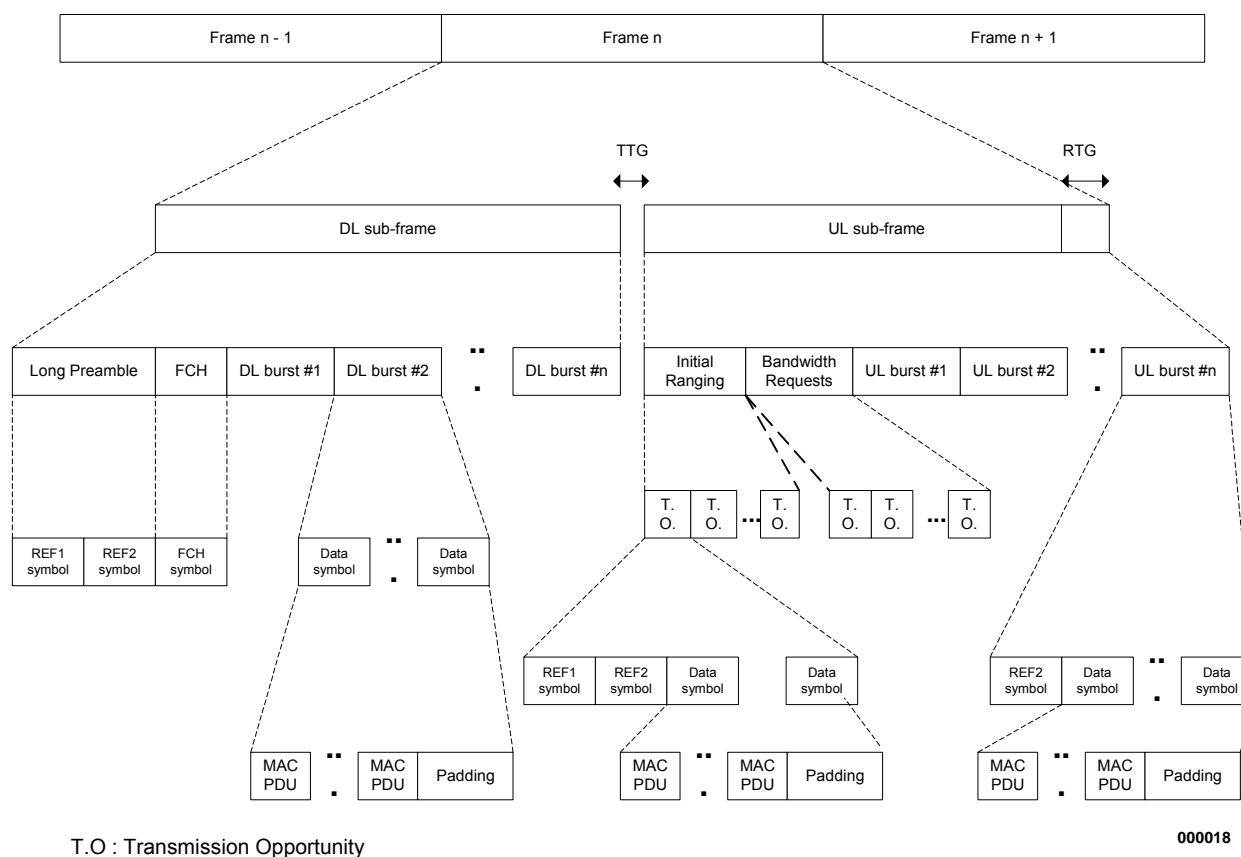 Frame n - 1
Frame n
Frame n + 1
TTG
RTG
DL sub-frame
UL sub-frame
Long Preamble
FCH
DL burst #1
DL burst #2
..
.
DL burst #n
Initial
Ranging
Bandwidth
Requests
UL burst #1
UL burst #2
..
.
UL burst #n
T.
O.
T.
O.
...
T.
O.
T.
O.
T.
O.
...
T.
O.
REF1
symbol
REF2
symbol
FCH
symbol
Data
symbol
..
.
Data
symbol
REF1
symbol
REF2
symbol
Data
symbol
Data
symbol
REF2
symbol
Data
symbol
..
.
Data
symbol
MAC
PDU
..
.
MAC
PDU
Padding
MAC
PDU
..
.
MAC
PDU
Padding
MAC
PDU
..
.
MAC
PDU
Padding
T.O : Transmission Opportunity
000018